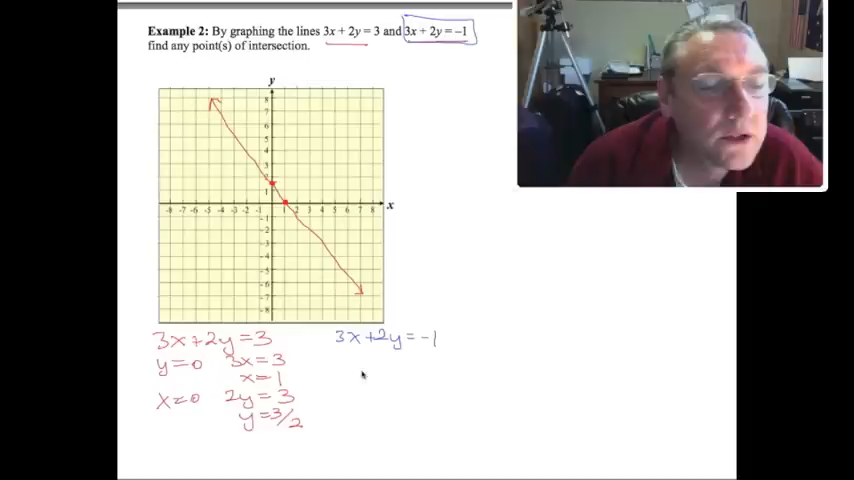 Example 2: By graphing the lines 3x + 2y = 3 and 3x + 2y = –1
find any point(s) of intersection.
y
8
7
6
5
4
3
2
1
-8 -7 -6 -5 -4 -3 -2 -1 1 2 3 4 5 6 7 8 x
-1
-2
-3
-4
-5
-6
-7
-8
3x+2y=3 3x+2y=-1
y=0 3x=3
x=1
x=0 2y=3
y=3/2